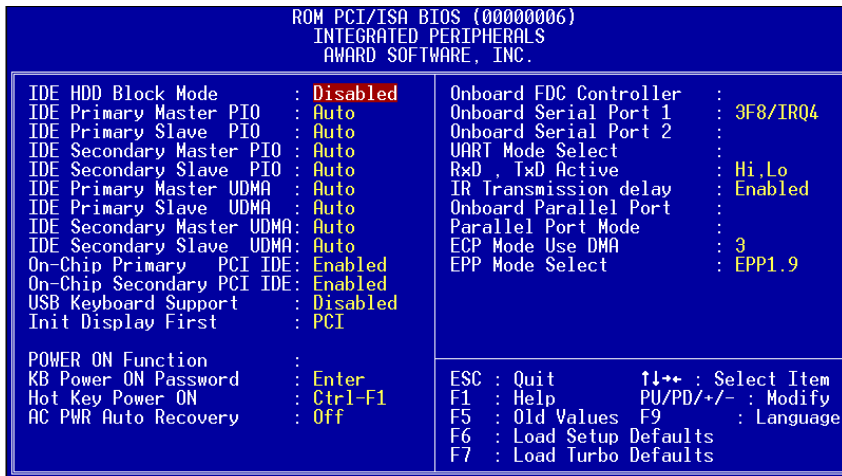 ROM PCI/ISA BIOS (00000006)
INTEGRATED PERIPHERALS
AWARD SOFTWARE, INC.
IDE HDD Block Mode : Disabled
IDE Primary Master PIO : Auto
IDE Primary Slave PIO : Auto
IDE Secondary Master PIO : Auto
IDE Secondary Slave PIO : Auto
IDE Primary Master UDMA : Auto
IDE Primary Slave UDMA : Auto
IDE Secondary Master UDMA: Auto
IDE Secondary Slave UDMA: Auto
On-Chip Primary PCI IDE: Enabled
On-Chip Secondary PCI IDE: Enabled
USB Keyboard Support : Disabled
Init Display First : PCI
POWER ON Function :
KB Power ON Password : Enter
Hot Key Power ON : Ctrl-F1
AC PWR Auto Recovery : Off
Onboard FDC Controller :
Onboard Serial Port 1 : 3F8/IRQ4
Onboard Serial Port 2 :
UART Mode Select :
RxD , TxD Active : Hi,Lo
IR Transmission delay : Enabled
Onboard Parallel Port :
Parallel Port Mode :
ECP Mode Use DMA : 3
EPP Mode Select : EPP1.9
ESC : Quit ↑↓→← : Select Item
F1 : Help PU/PD/+/- : Modify
F5 : Old Values F9 : Language
F6 : Load Setup Defaults
F7 : Load Turbo Defaults